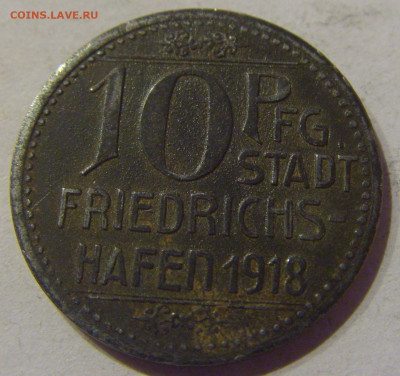 COINS.LAVE.RU
10 PFG.
STADT
FRIEDRICHS-
HAFEN 1918